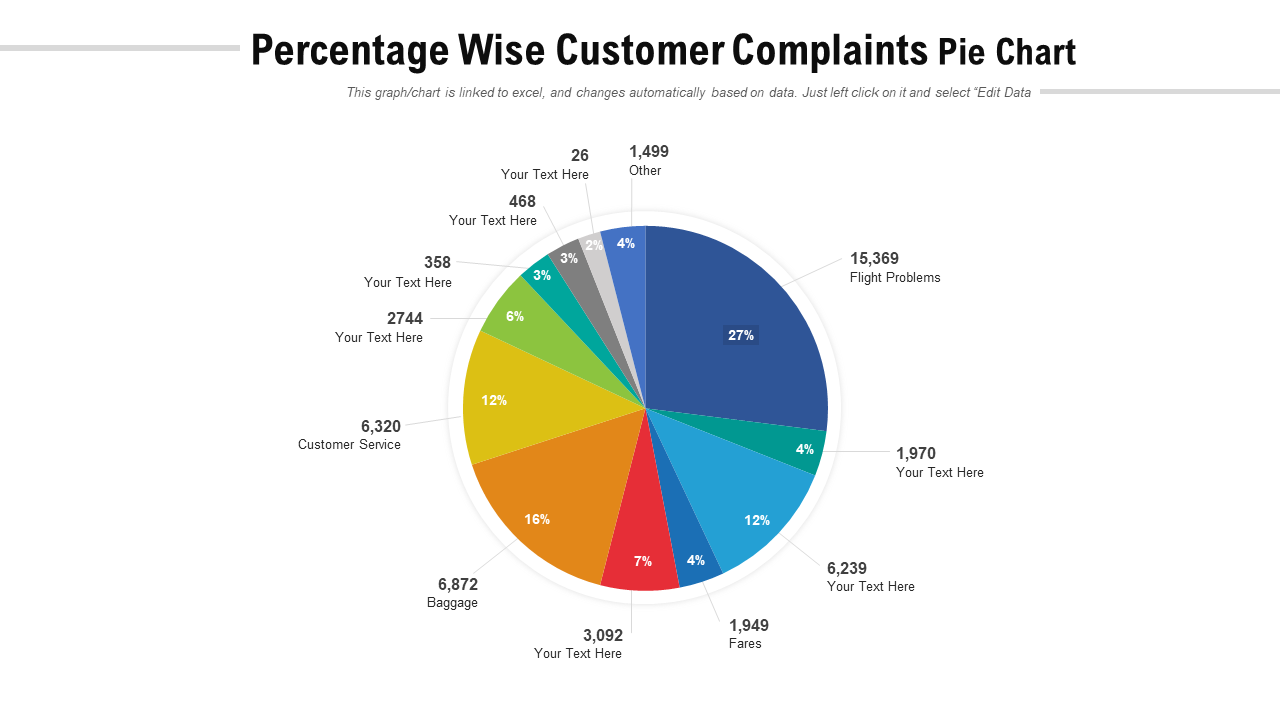 Percentage Wise Customer Complaints Pie Chart
This graph/chart is linked to excel, and changes automatically based on data. Just left click on it and select “Edit Data
26
Your Text Here
1,499
Other
468
Your Text Here
358
Your Text Here
2744
Your Text Here
6,320
Customer Service
6,872
Baggage
3,092
Your Text Here
1,949
Fares
6,239
Your Text Here
1,970
Your Text Here
15,369
Flight Problems
27%
4%
12%
4%
7%
16%
12%
6%
3%
3%
2%
4%